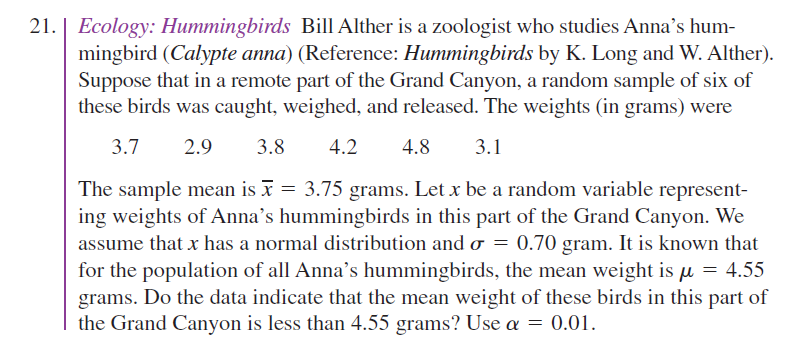 21. Ecology: Hummingbirds Bill Alther is a zoologist who studies Anna's hum-
mingbird (Calypte anna) (Reference: Hummingbirds by K. Long and W. Alther).
Suppose that in a remote part of the Grand Canyon, a random sample of six of
these birds was caught, weighed, and released. The weights (in grams) were
3.7 2.9 3.8 4.2 4.8 3.1
The sample mean is x̄ = 3.75 grams. Let x be a random variable represent-
ing weights of Anna's hummingbirds in this part of the Grand Canyon. We
assume that x has a normal distribution and σ = 0.70 gram. It is known that
for the population of all Anna's hummingbirds, the mean weight is μ = 4.55
grams. Do the data indicate that the mean weight of these birds in this part of
the Grand Canyon is less than 4.55 grams? Use α = 0.01.